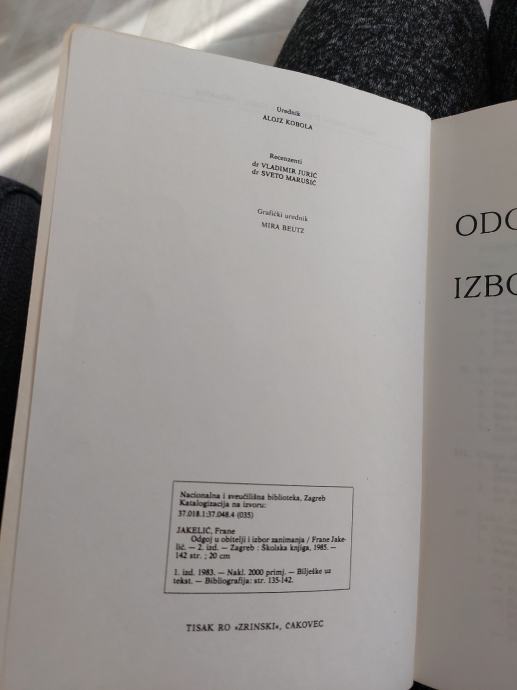 Urednik
ALOJZ KOBOLA
Recenzenti
dr VLADIMIR JURIĆ
dr SVETO MARUŠIĆ
Grafički urednik
MIRA BEUTZ
Nacionalna i sveučilišna biblioteka, Zagreb
Katalogizacija na izvoru:
37.018.1:37.048.4 (035)
JAKELIĆ, Frane
Odgoj u obitelji i izbor zanimanja / Frane Jake-
lić. — 2. izd. — Zagreb : Školska knjiga, 1985. —
142 str. ; 20 cm
1. izd. 1983. — Nakl. 2000 primj. — Bilješke uz
tekst. — Bibliografija: str. 135-142.
TISAK RO »ZRINSKI«, ČAKOVEC
ODG
IZBO